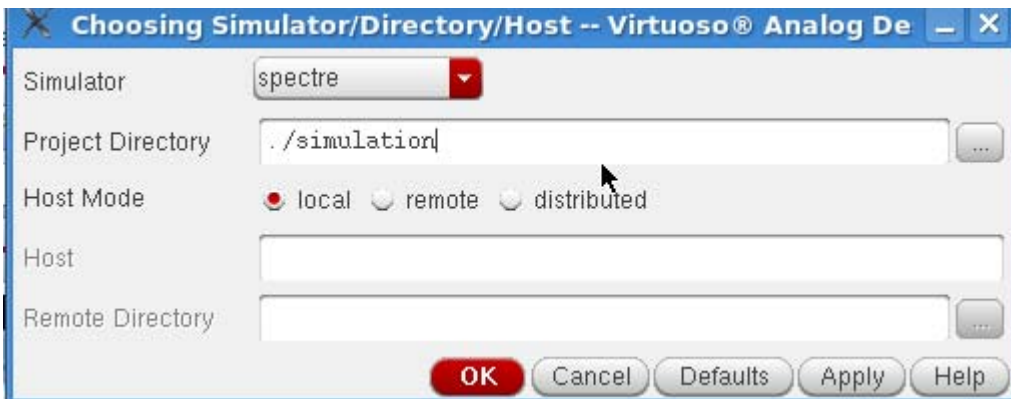 Choosing Simulator/Directory/Host -- Virtuoso® Analog De
Simulator spectre
Project Directory ./simulation ...
Host Mode local remote distributed
Host
Remote Directory ...
OK Cancel Defaults Apply Help